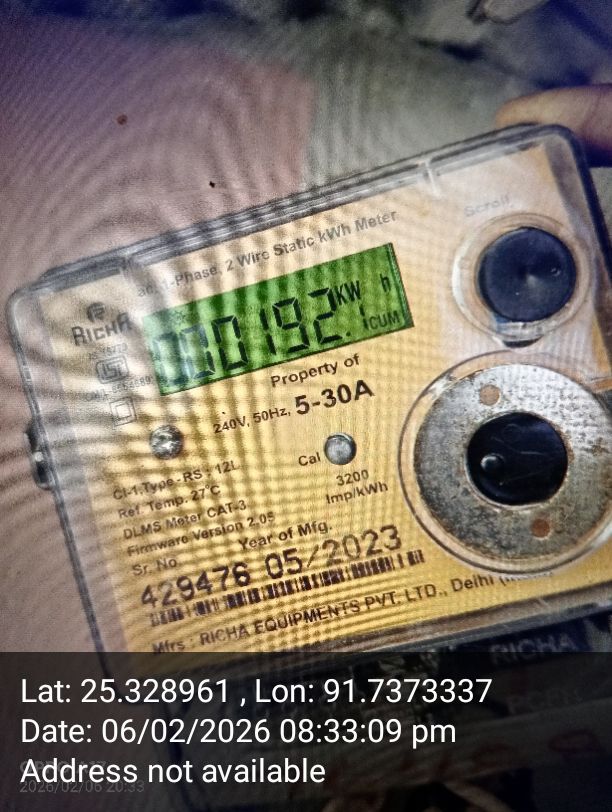 Scroll
ac, 1-Phase, 2 Wire Static kWh Meter
RICHA
000192.1
KW h
CUM
Property of
240V, 50Hz, 5-30A
Cal
3200
Imp/kWh
Cl-1, Type - RS - 12L
Ref. Temp. 27°C
DLMS Meter CAT-3
Firmware Version 2.05
Sr. No. Year of Mfg.
429476 05/2023
Mfrs : RICHA EQUIPMENTS PVT. LTD., Delhi
RICHA
Lat: 25.328961 , Lon: 91.7373337
Date: 06/02/2026 08:33:09 pm
Address not available
2026/02/06 20:33